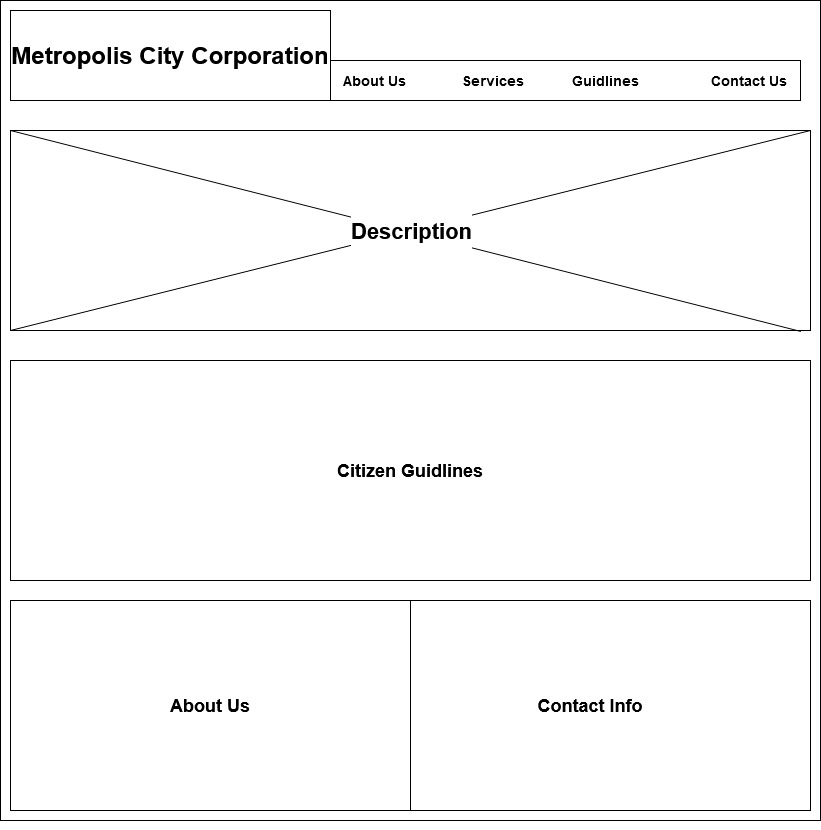 Metropolis City Corporation
About Us Services Guidlines Contact Us
Description
Citizen Guidlines
About Us
Contact Info